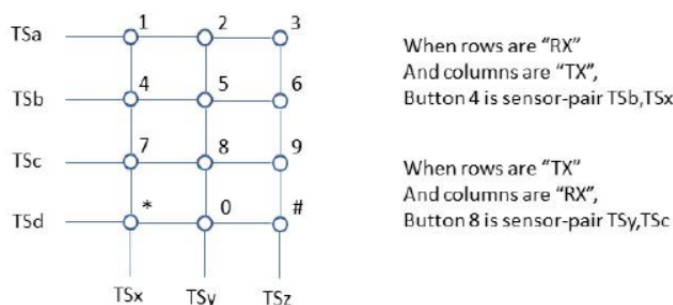 TSa 1 2 3
TSb 4 5 6
TSc 7 8 9
TSd * 0 #
TSx TSy TSz
When rows are “RX”
And columns are “TX”,
Button 4 is sensor-pair TSb,TSx
When rows are “TX”
And columns are “RX”,
Button 8 is sensor-pair TSy,TSc